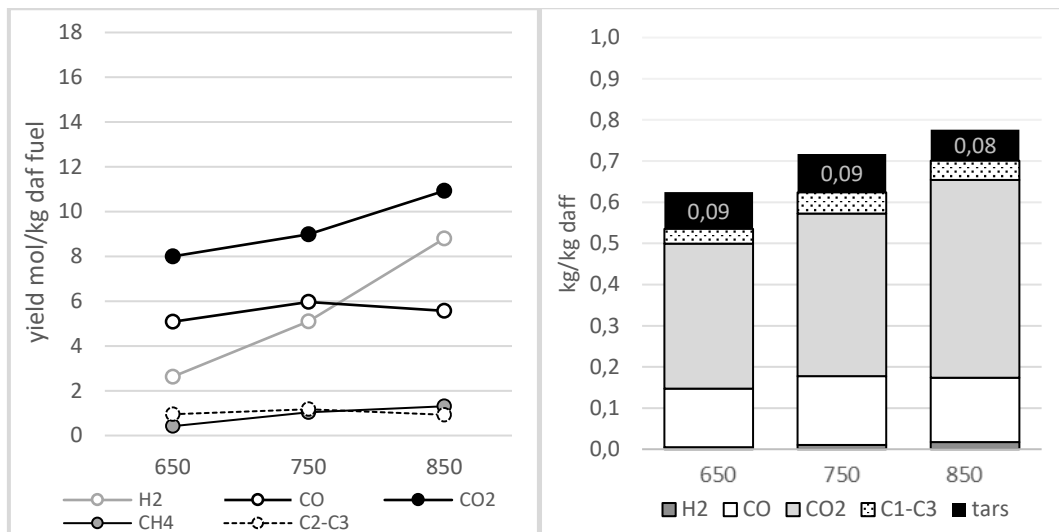 yield mol/kg daf fuel
18
16
14
12
10
8
6
4
2
0
650 750 850
H2 CO CO2
CH4 C2-C3
kg/kg daff
1,0
0,9
0,8
0,7
0,6
0,5
0,4
0,3
0,2
0,1
0,0
0,09 0,09 0,08
650 750 850
H2 CO CO2 C1-C3 tars